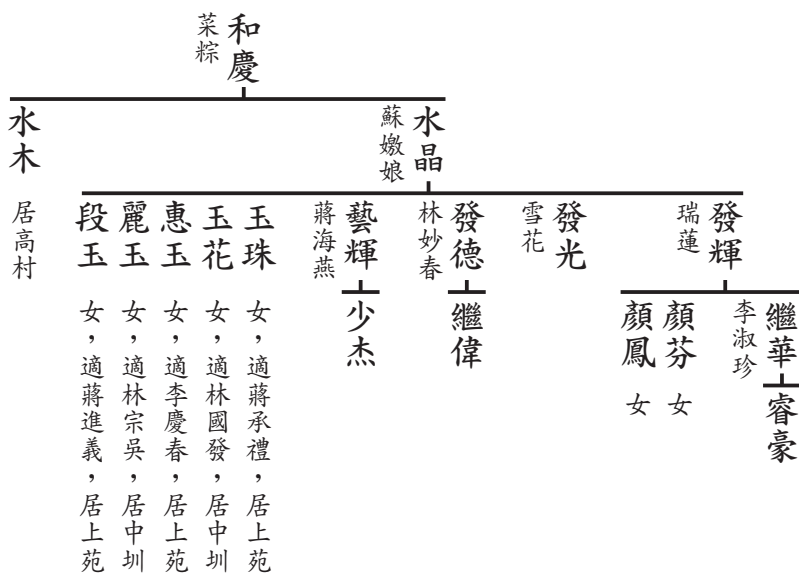 和慶
菜粽
水晶
蘇嫐娘
水木
居高村
發輝
瑞蓮
發光
雪花
發德
林妙春
藝輝
蔣海燕
玉珠
女，適蔣承禮，居上苑
玉花
女，適林國發，居中圳
惠玉
女，適李慶春，居上苑
麗玉
女，適林宗吳，居中圳
段玉
女，適蔣進義，居上苑
繼華
李淑珍
顏芬
女
顏鳳
女
繼偉
少杰
睿豪